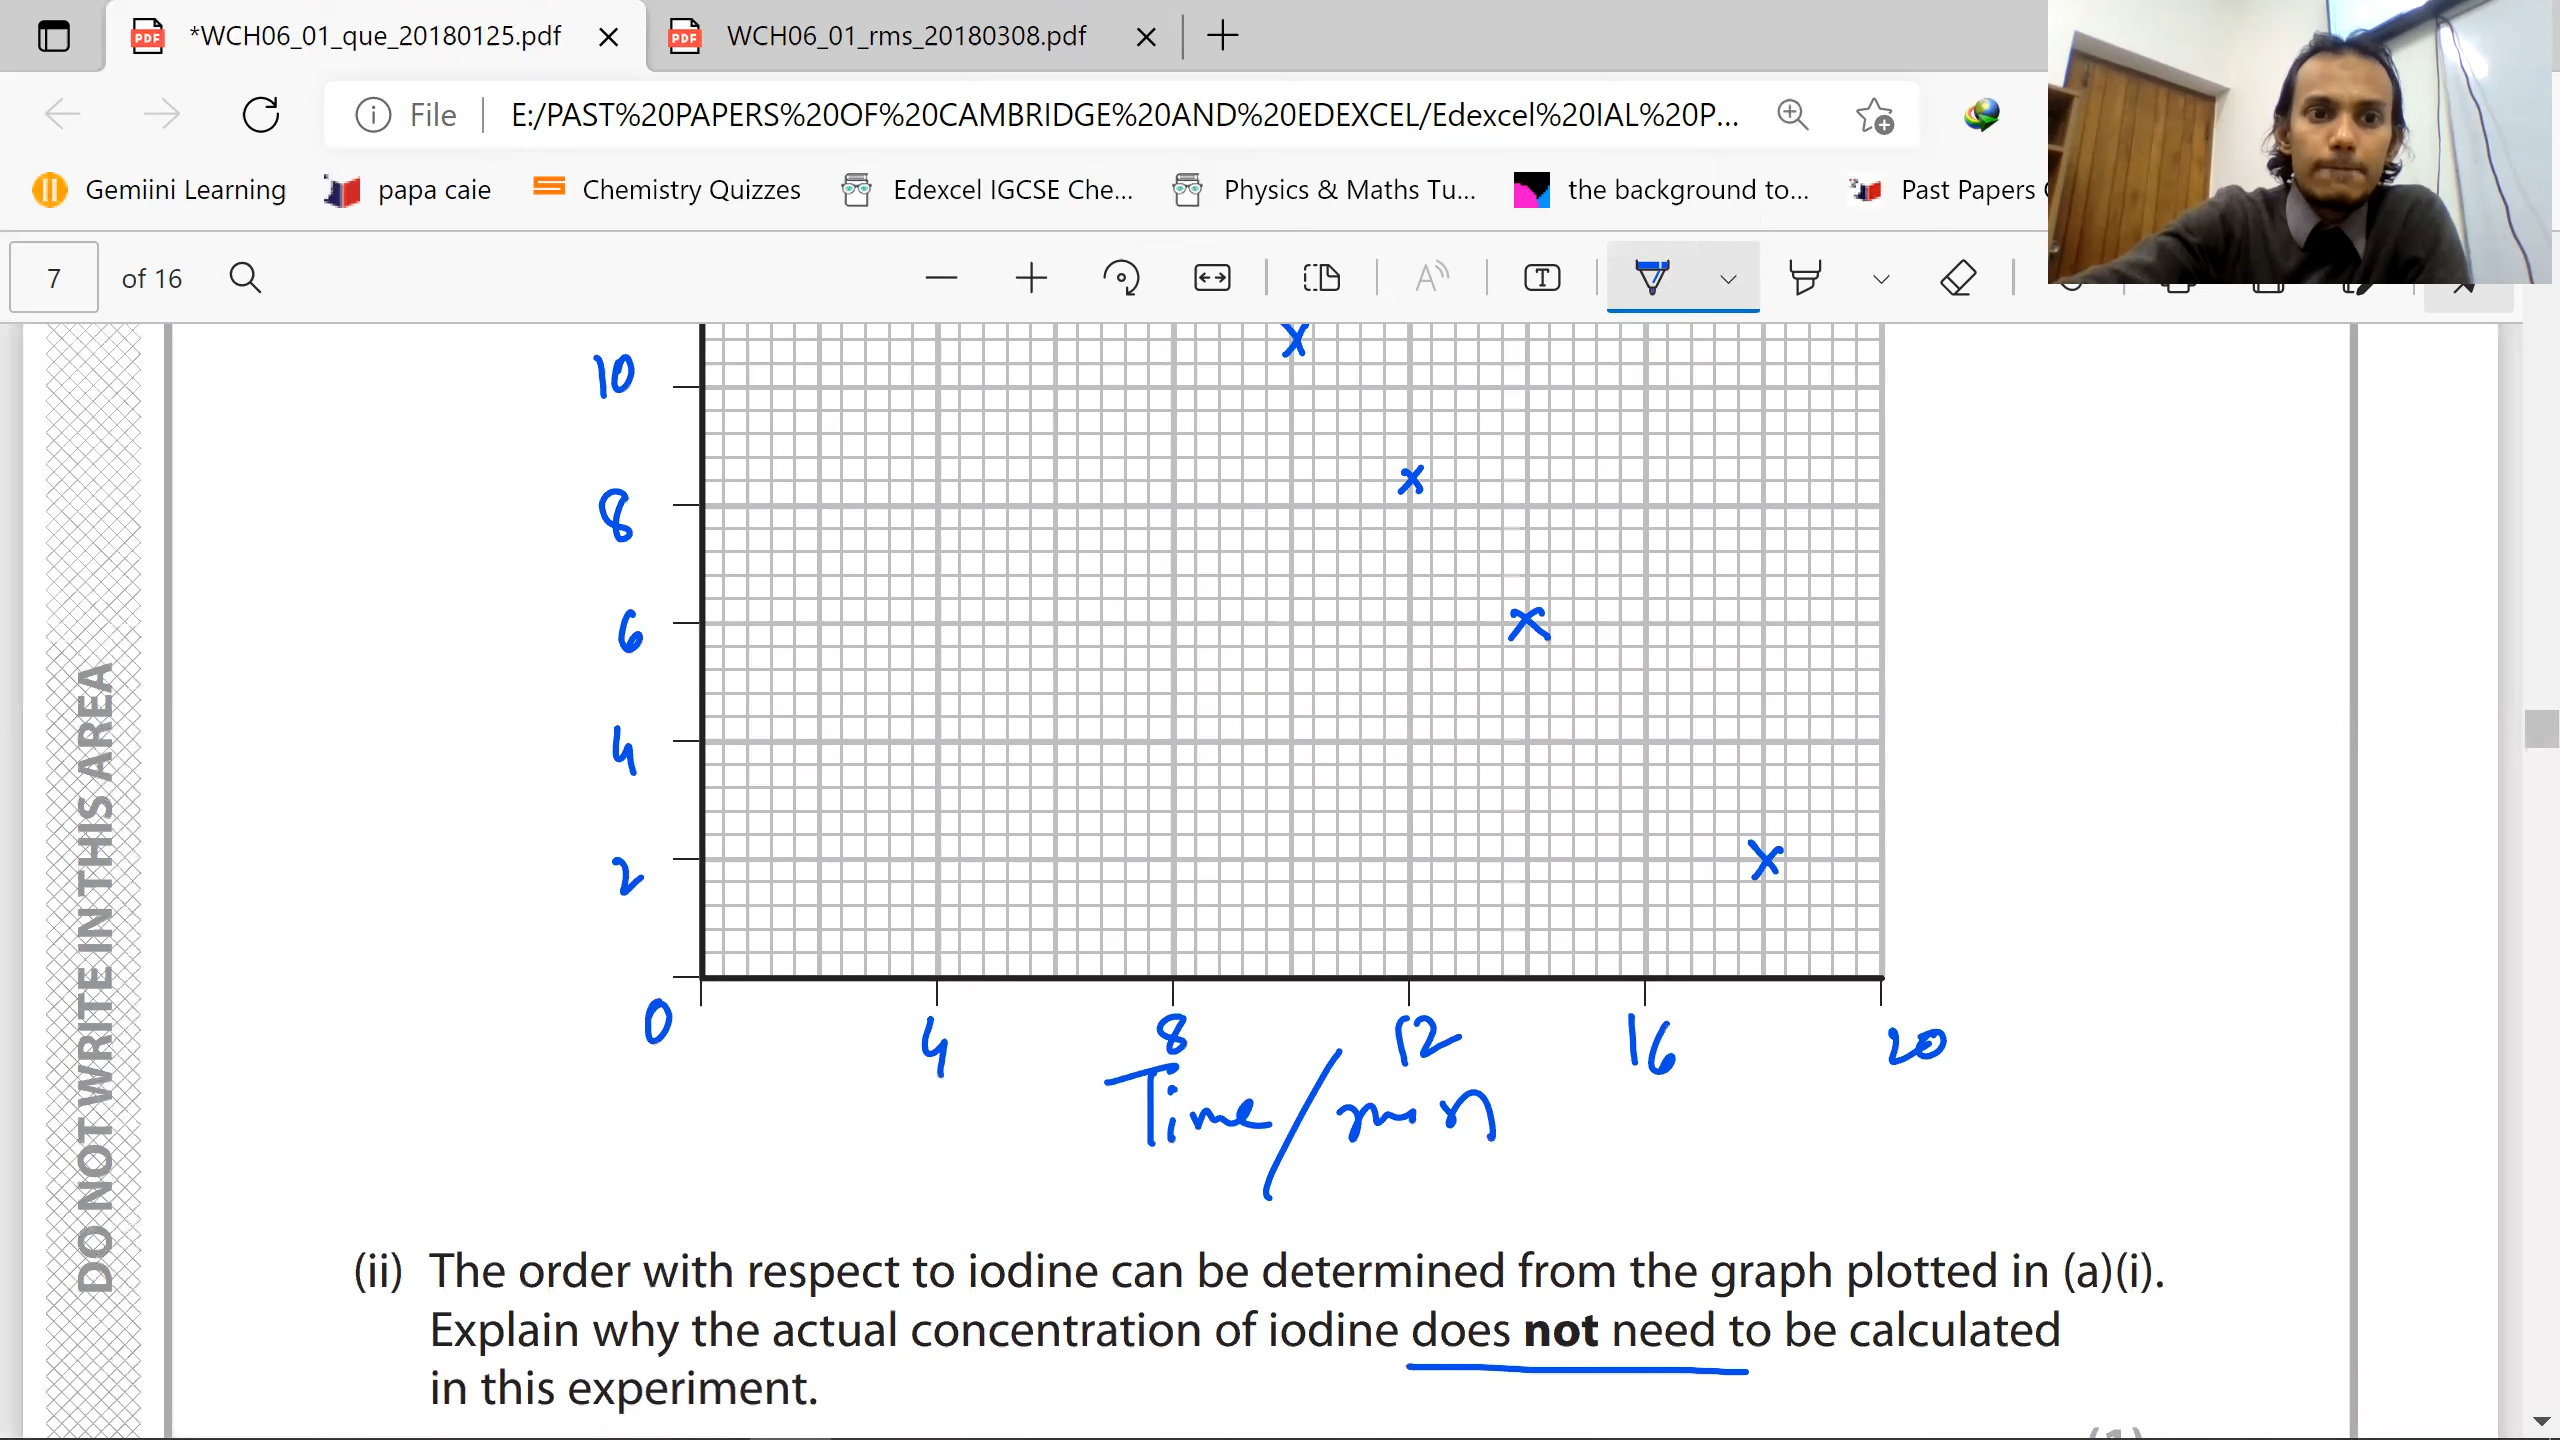 *WCH06_01_que_20180125.pdf
WCH06_01_rms_20180308.pdf
File
E:/PAST%20PAPERS%20OF%20CAMBRIDGE%20AND%20EDEXCEL/Edexcel%20IAL%20P...
Gemiini Learning
papa caie
Chemistry Quizzes
Edexcel IGCSE Che...
Physics & Maths Tu...
the background to...
Past Papers
7 of 16
10
8
6
4
2
0
4
8
12
16
20
Time/min
DO NOT WRITE IN THIS AREA
(ii) The order with respect to iodine can be determined from the graph plotted in (a)(i).
Explain why the actual concentration of iodine does not need to be calculated
in this experiment.